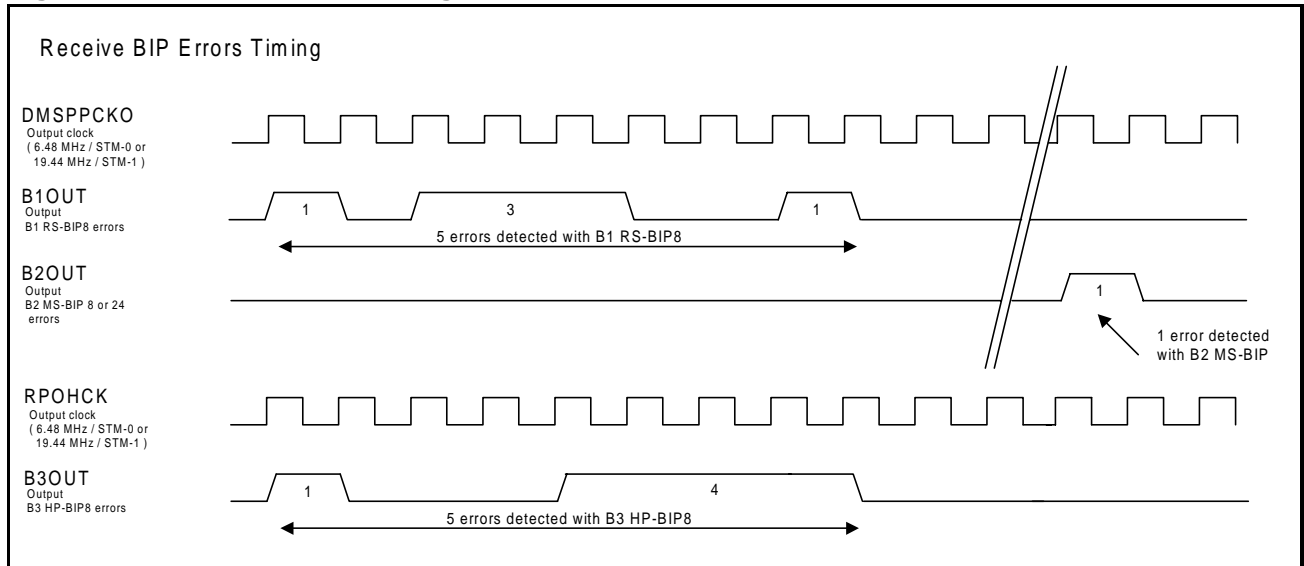 Receive BIP Errors Timing
DMSPPCKO
Output clock
( 6.48 MHz / STM-0 or
19.44 MHz / STM-1 )
B1OUT
Output
B1 RS-BIP8 errors
1
3
1
5 errors detected with B1 RS-BIP8
B2OUT
Output
B2 MS-BIP 8 or 24
errors
1
1 error detected
with B2 MS-BIP
RPOHCK
Output clock
( 6.48 MHz / STM-0 or
19.44 MHz / STM-1 )
B3OUT
Output
B3 HP-BIP8 errors
1
4
5 errors detected with B3 HP-BIP8